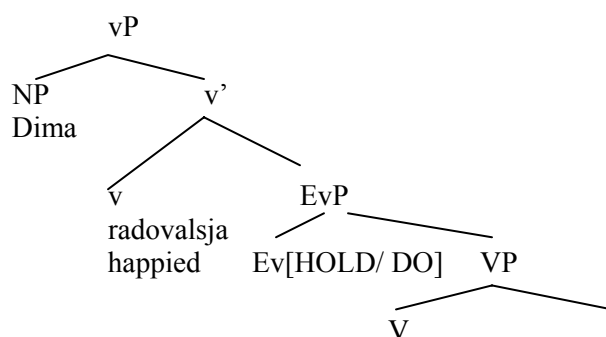 vP
NP v’
Dima
v EvP
radovalsja
happied Ev[HOLD/ DO] VP
V